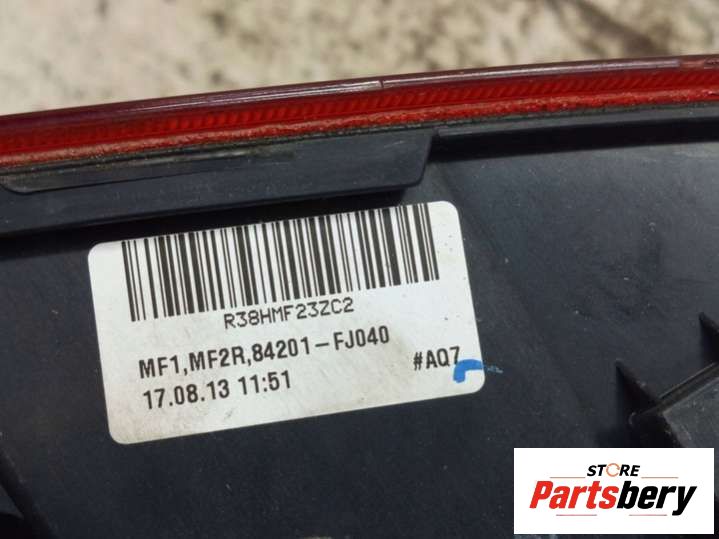 R38HMF23ZC2
MF1,MF2R,84201-FJ040
17.08.13 11:51
#AQ7
STORE
Partsbery